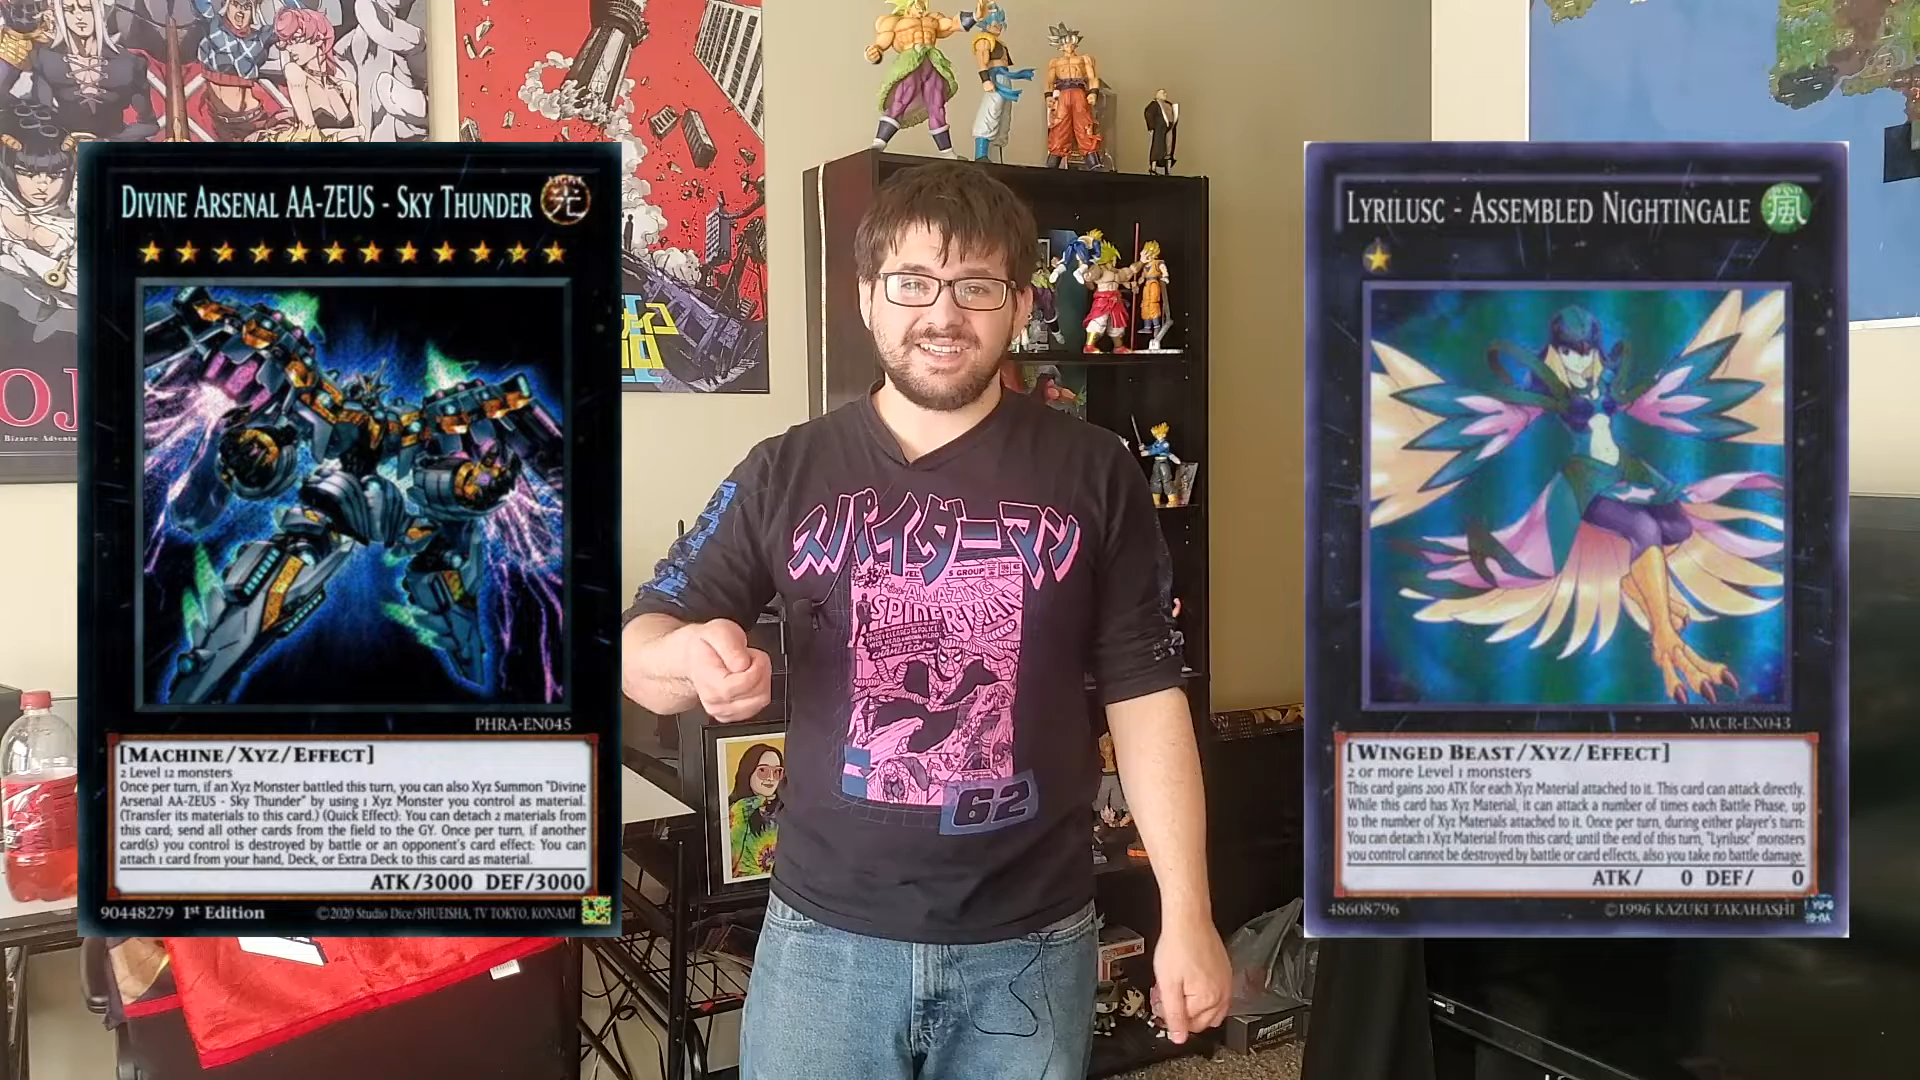 DIVINE ARSENAL AA-ZEUS - SKY THUNDER
光
PHRA-EN045
[MACHINE/XYZ/EFFECT]
2 Level 12 monsters
Once per turn, if an Xyz Monster battled this turn, you can also Xyz Summon "Divine
Arsenal AA-ZEUS - Sky Thunder" by using 1 Xyz Monster you control as material.
(Transfer its materials to this card.) (Quick Effect): You can detach 2 materials from
this card; send all other cards from the field to the GY. Once per turn, if another
card(s) you control is destroyed by battle or an opponent's card effect: You can
attach 1 card from your hand, Deck, or Extra Deck to this card as material.
ATK/3000 DEF/3000
90448279 1st Edition
©2020 Studio Dice/SHUEISHA, TV TOKYO, KONAMI
OJ
Bizarre Adventu
スパイダーマン
GROUP
THE AMAZING
SPIDER-MAN
CHAMELEON
62
LYRILUSC - ASSEMBLED NIGHTINGALE
WIND
風
MACR-EN043
[WINGED BEAST/XYZ/EFFECT]
2 or more Level 1 monsters
This card gains 200 ATK for each Xyz Material attached to it. This card can attack directly.
While this card has Xyz Material, it can attack a number of times each Battle Phase, up
to the number of Xyz Materials attached to it. Once per turn, during either player's turn:
You can detach 1 Xyz Material from this card; until the end of this turn, "Lyrilusc" monsters
you control cannot be destroyed by battle or card effects, also you take no battle damage.
ATK/ 0 DEF/ 0
48608796
©1996 KAZUKI TAKAHASHI